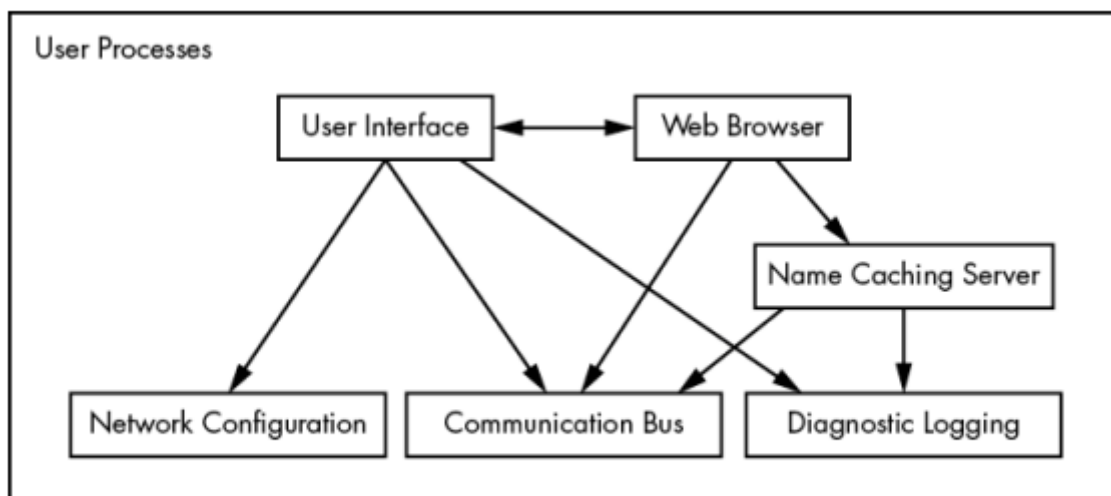 User Processes
User Interface
Web Browser
Name Caching Server
Network Configuration
Communication Bus
Diagnostic Logging